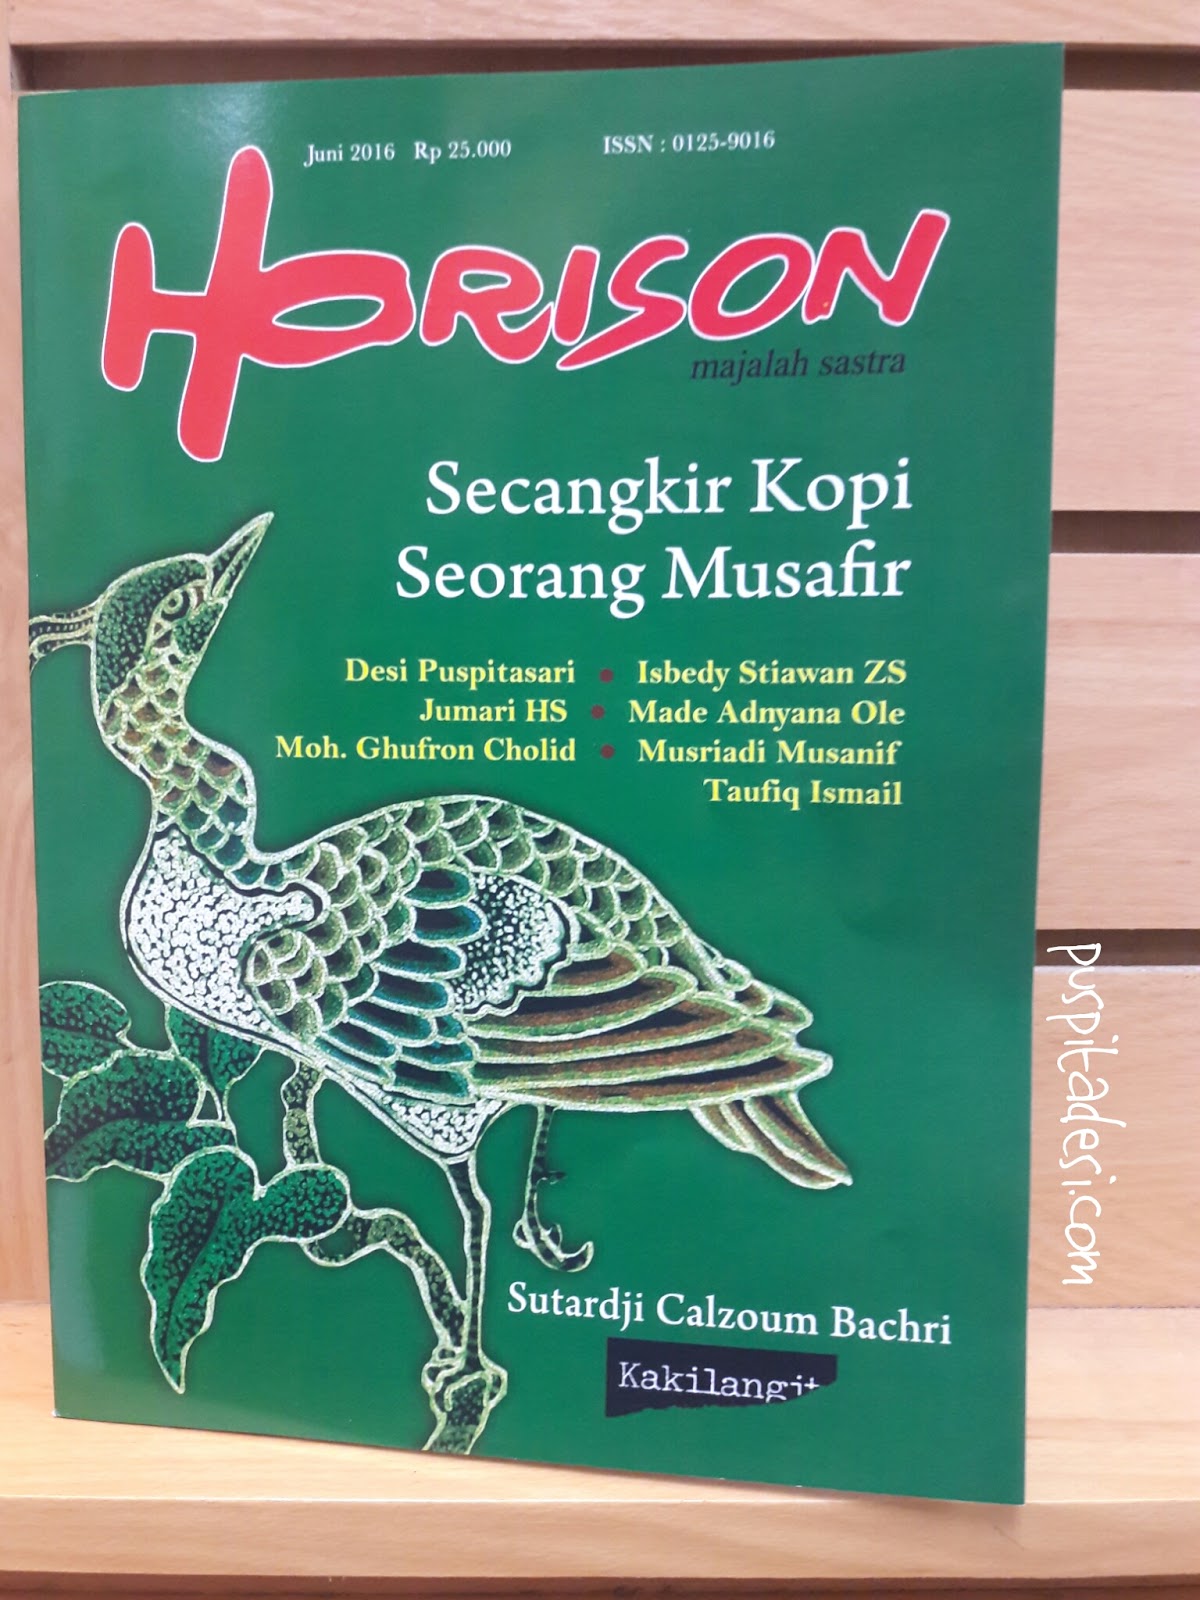 Juni 2016 Rp 25.000 ISSN : 0125-9016
HORISON
majalah sastra
Secangkir Kopi
Seorang Musafir
Desi Puspitasari • Isbedy Stiawan ZS
Jumari HS • Made Adnyana Ole
Moh. Ghufron Cholid • Musriadi Musanif
Taufiq Ismail
Sutardji Calzoum Bachri
Kakilangit
puspitadesi.com